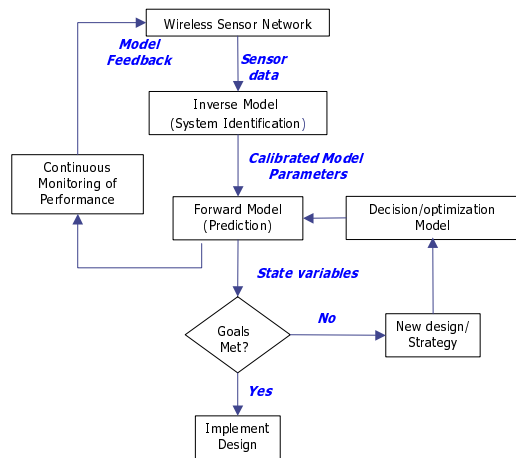 Wireless Sensor Network
Model
Feedback
Sensor
data
Inverse Model
(System Identification)
Calibrated Model
Parameters
Continuous
Monitoring of
Performance
Forward Model
(Prediction)
Decision/optimization
Model
State variables
Goals
Met?
No
New design/
Strategy
Yes
Implement
Design